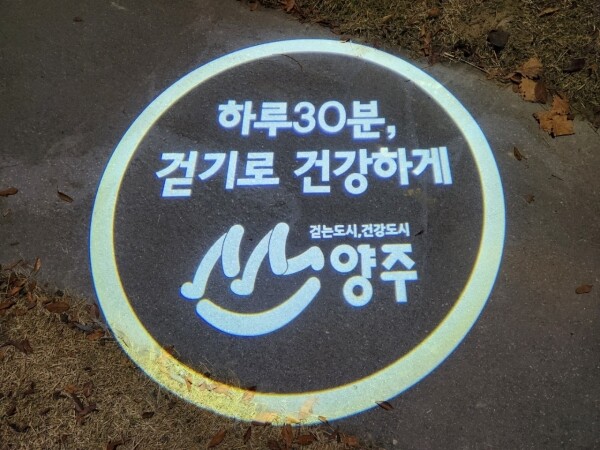 하루30분,
걷기로 건강하게
걷는도시,건강도시
양주